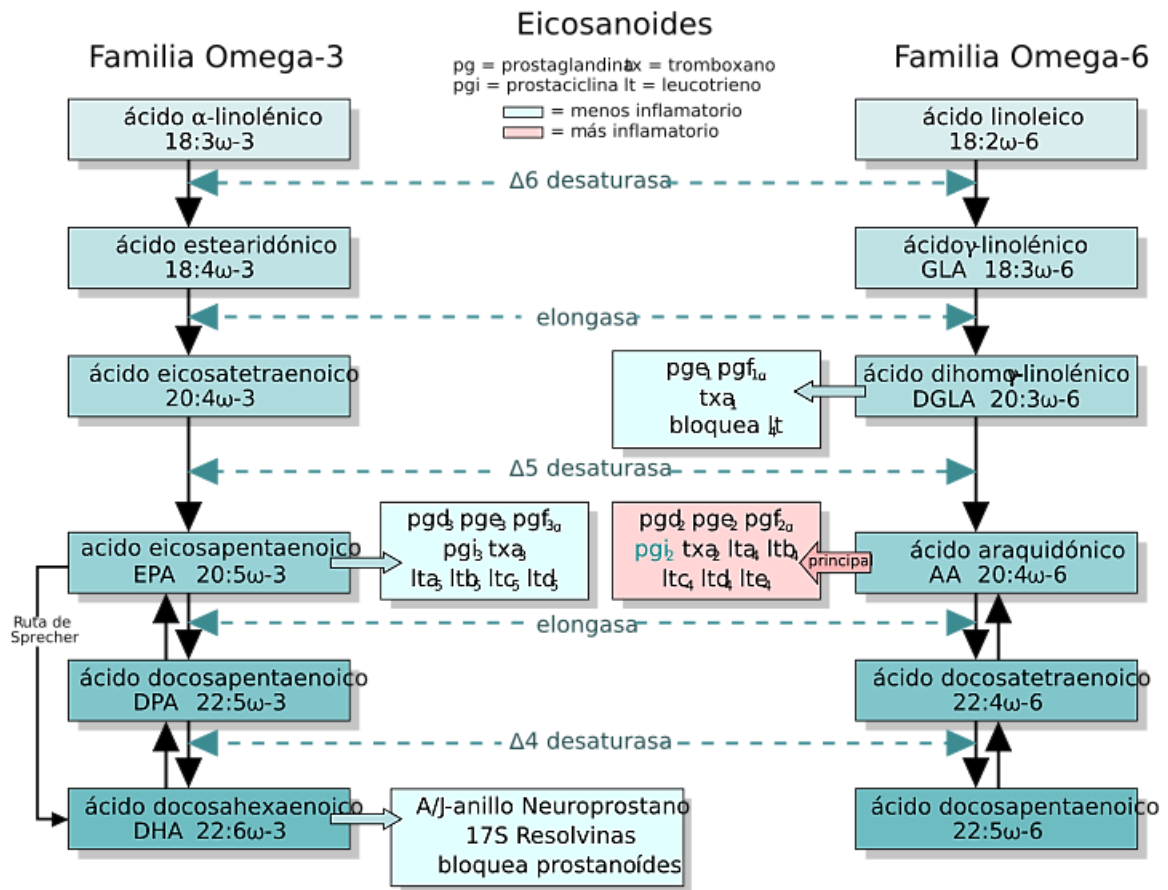 Eicosanoides
Familia Omega-3
Familia Omega-6
pg = prostaglandina tx = tromboxano
pgi = prostaciclina lt = leucotrieno
= menos inflamatorio
= más inflamatorio
ácido α-linolénico
18:3ω-3
ácido linoleico
18:2ω-6
Δ6 desaturasa
ácido estearidónico
18:4ω-3
ácido γ-linolénico
GLA 18:3ω-6
elongasa
ácido eicosatetraenoico
20:4ω-3
pge₁ pgf₁α
txa₁
bloquea lt₄
ácido dihomo-γ-linolénico
DGLA 20:3ω-6
Δ5 desaturasa
acido eicosapentaenoico
EPA 20:5ω-3
pgd₃ pge₃ pgf₃α
pgi₃ txa₃
lta₅ ltb₅ ltc₅ ltd₅
pgd₂ pge₂ pgf₂α
pgi₂ txa₂ lta₄ ltb₄
ltc₄ ltd₄ lte₄
principal
ácido araquidónico
AA 20:4ω-6
Ruta de
Sprecher
elongasa
ácido docosapentaenoico
DPA 22:5ω-3
ácido docosatetraenoico
22:4ω-6
Δ4 desaturasa
ácido docosahexaenoico
DHA 22:6ω-3
A/J-anillo Neuroprostano
17S Resolvinas
bloquea prostanoídes
ácido docosapentaenoico
22:5ω-6